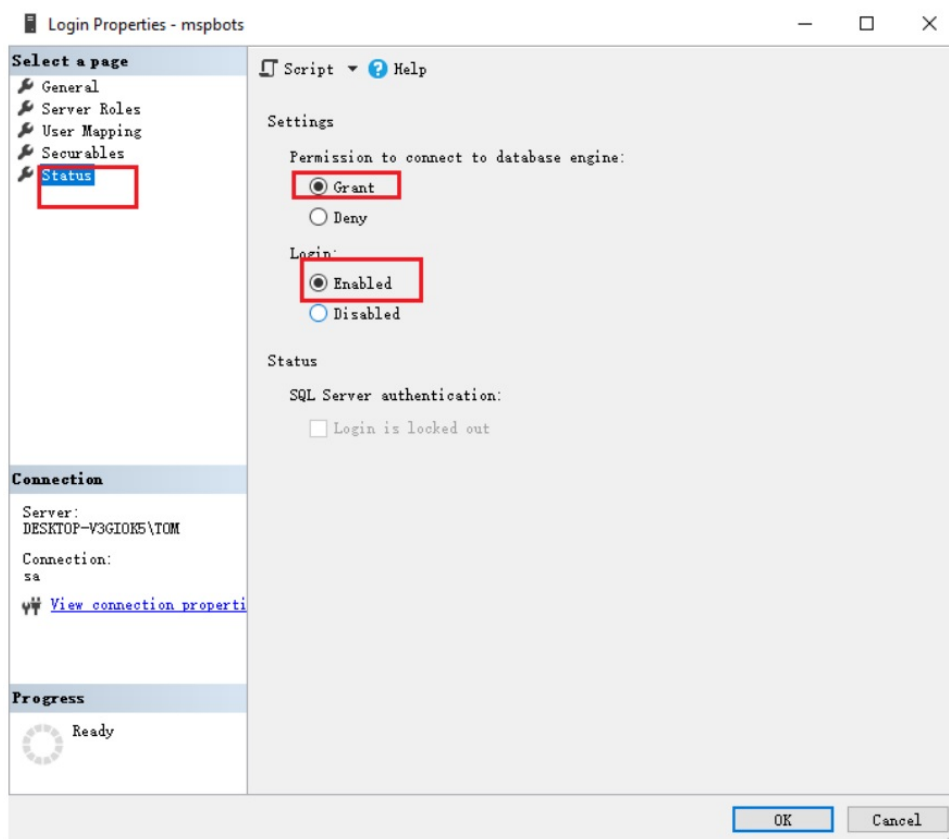 Login Properties - mspbots
Select a page
General
Server Roles
User Mapping
Securables
Status
Script Help
Settings
Permission to connect to database engine:
Grant
Deny
Login:
Enabled
Disabled
Status
SQL Server authentication:
Login is locked out
Connection
Server:
DESKTOP-V3GIOK5\TOM
Connection:
sa
View connection properti
Progress
Ready
OK Cancel